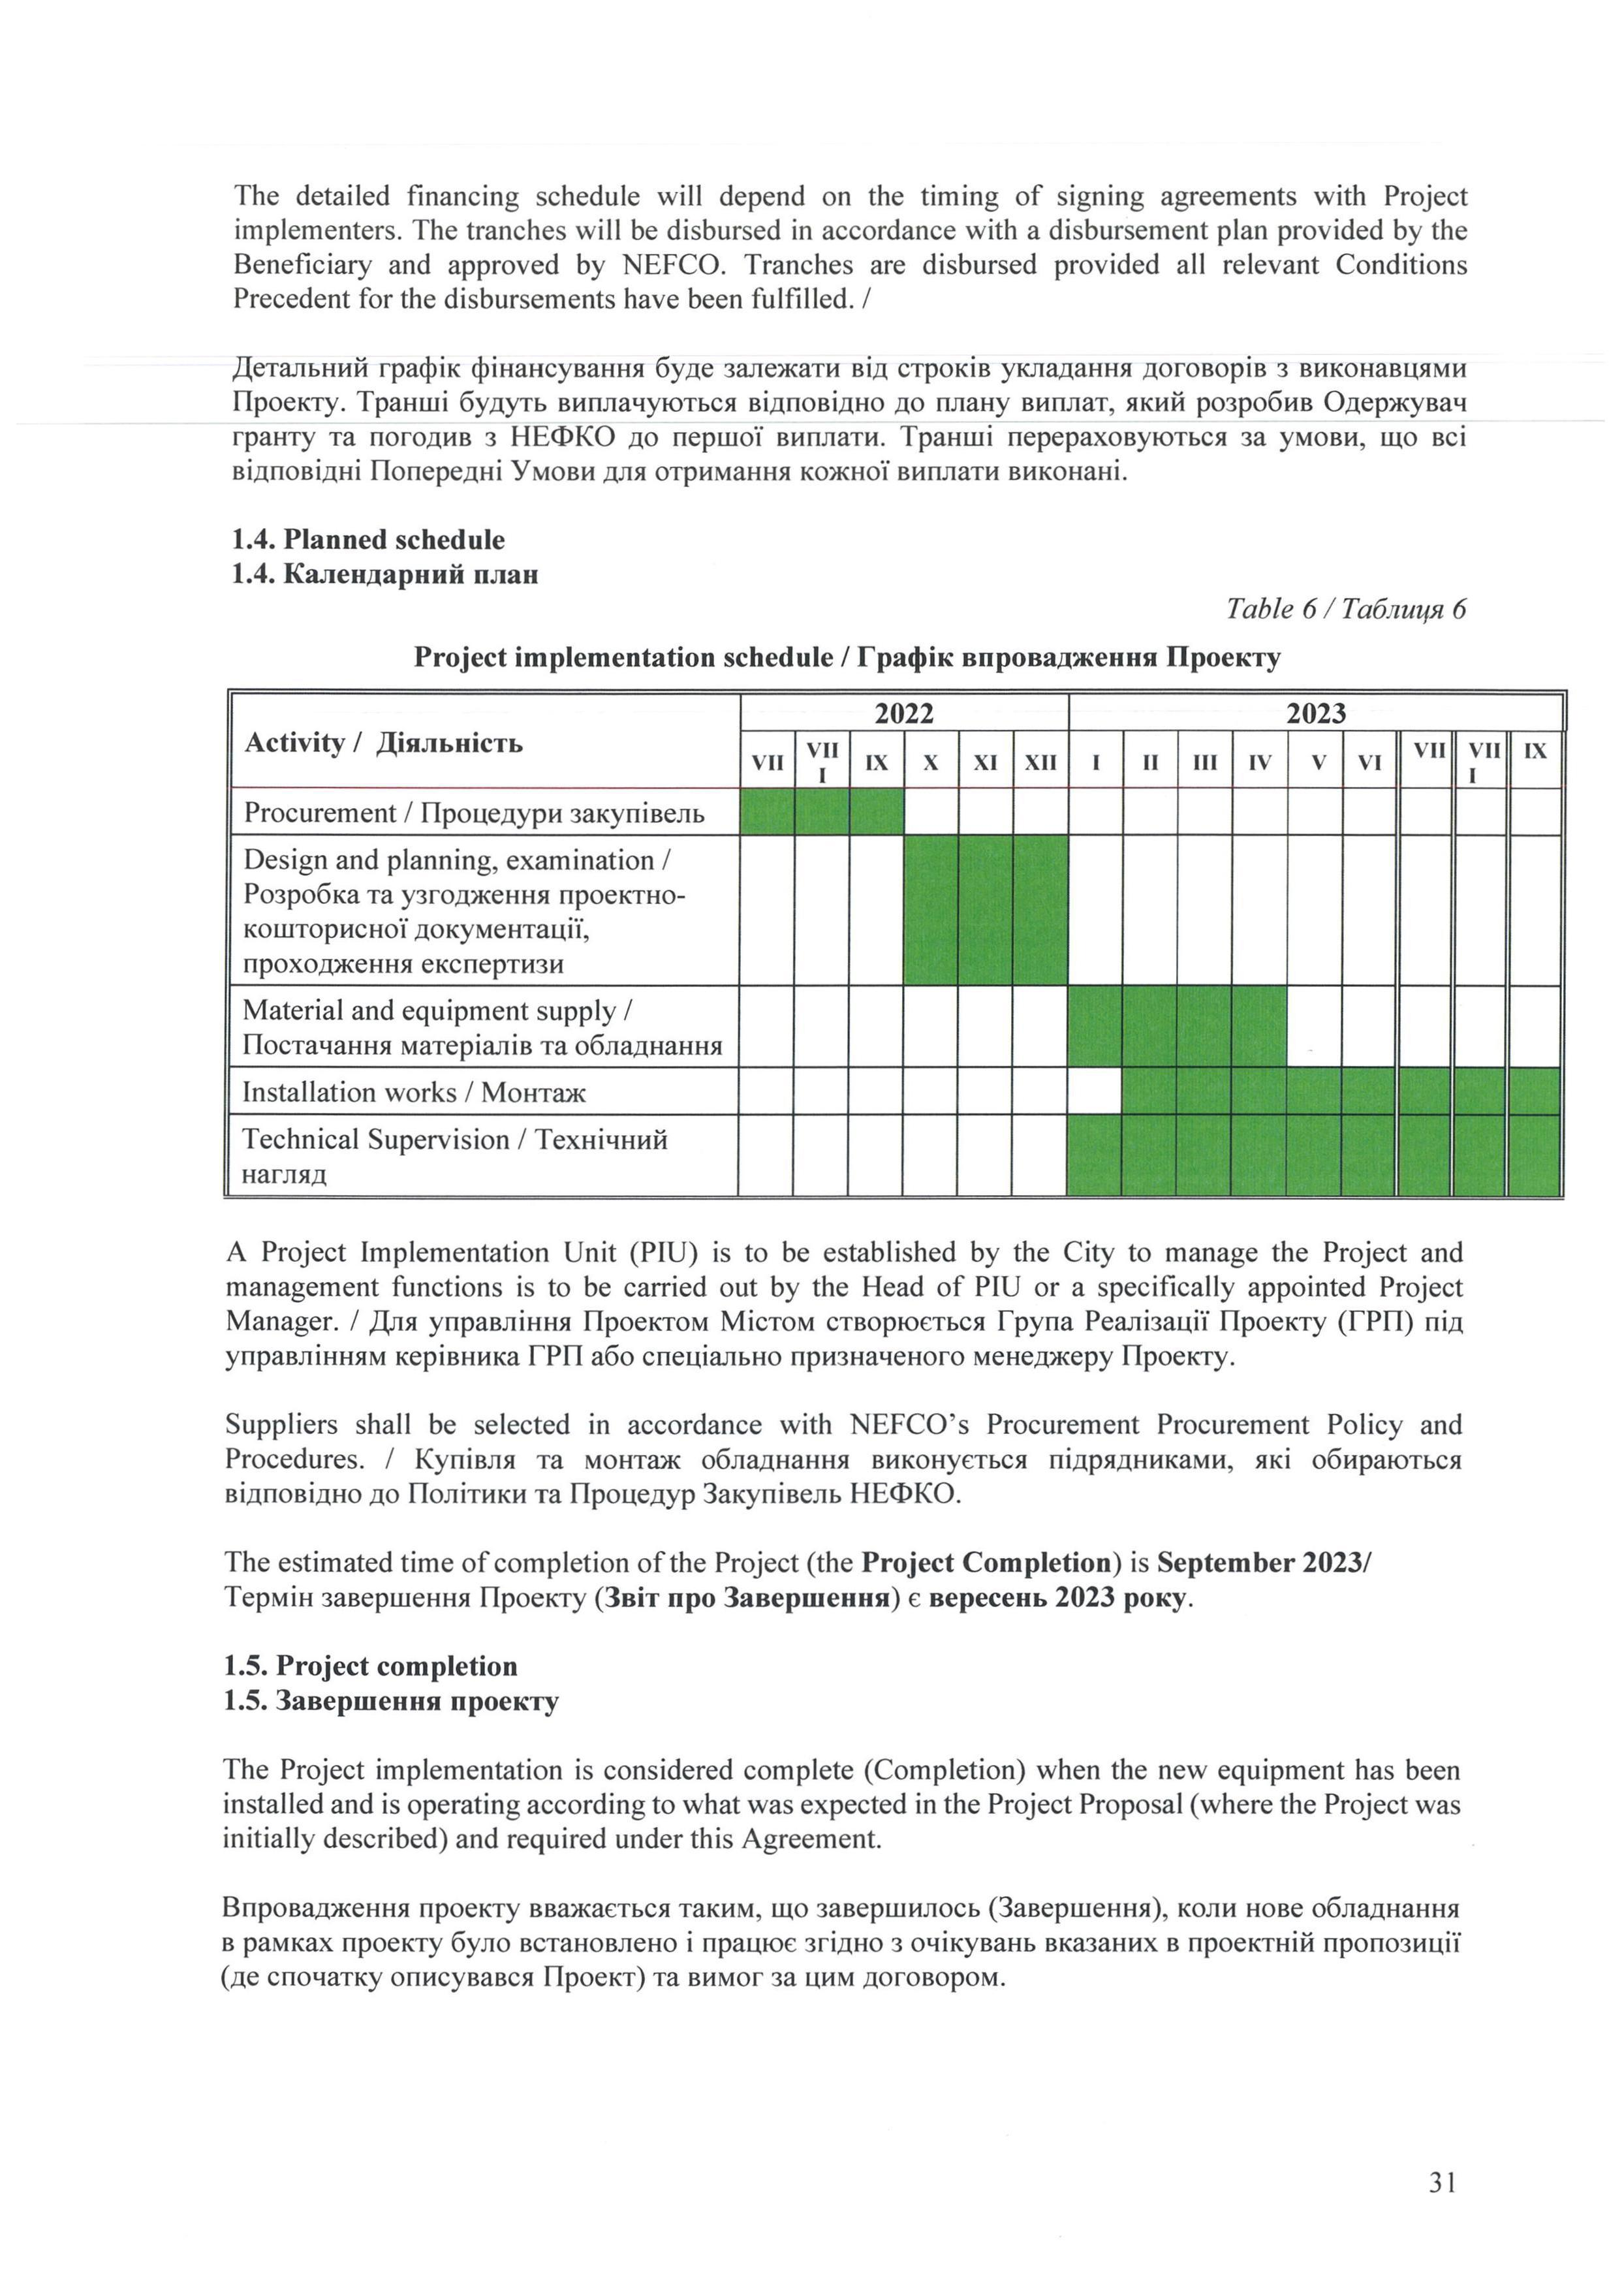 The detailed financing schedule will depend on the timing of signing agreements with Project
implementers. The tranches will be disbursed in accordance with a disbursement plan provided by the
Beneficiary and approved by NEFCO. Tranches are disbursed provided all relevant Conditions
Precedent for the disbursements have been fulfilled. /
Детальний графік фінансування буде залежати від строків укладання договорів з виконавцями
Проекту. Транші будуть виплачуються відповідно до плану виплат, який розробив Одержувач
гранту та погодив з НЕФКО до першої виплати. Транші перераховуються за умови, що всі
відповідні Попередні Умови для отримання кожної виплати виконані.
1.4. Planned schedule
1.4. Календарний план
Table 6 / Таблиця 6
Project implementation schedule / Графік впровадження Проекту
Activity / Діяльність
2022 2023
VII VII I IX X XI XII I II III IV V VI VII VII I IX
Procurement / Процедури закупівель
Design and planning, examination /
Розробка та узгодження проектно-
кошторисної документації,
проходження експертизи
Material and equipment supply /
Постачання матеріалів та обладнання
Installation works / Монтаж
Technical Supervision / Технічний
нагляд
A Project Implementation Unit (PIU) is to be established by the City to manage the Project and
management functions is to be carried out by the Head of PIU or a specifically appointed Project
Manager. / Для управління Проектом Містом створюється Група Реалізації Проекту (ГРП) під
управлінням керівника ГРП або спеціально призначеного менеджеру Проекту.
Suppliers shall be selected in accordance with NEFCO’s Procurement Procurement Policy and
Procedures. / Купівля та монтаж обладнання виконується підрядниками, які обираються
відповідно до Політики та Процедур Закупівель НЕФКО.
The estimated time of completion of the Project (the Project Completion) is September 2023/
Термін завершення Проекту (Звіт про Завершення) є вересень 2023 року.
1.5. Project completion
1.5. Завершення проекту
The Project implementation is considered complete (Completion) when the new equipment has been
installed and is operating according to what was expected in the Project Proposal (where the Project was
initially described) and required under this Agreement.
Впровадження проекту вважається таким, що завершилось (Завершення), коли нове обладнання
в рамках проекту було встановлено і працює згідно з очікувань вказаних в проектній пропозиції
(де спочатку описувався Проект) та вимог за цим договором.
31